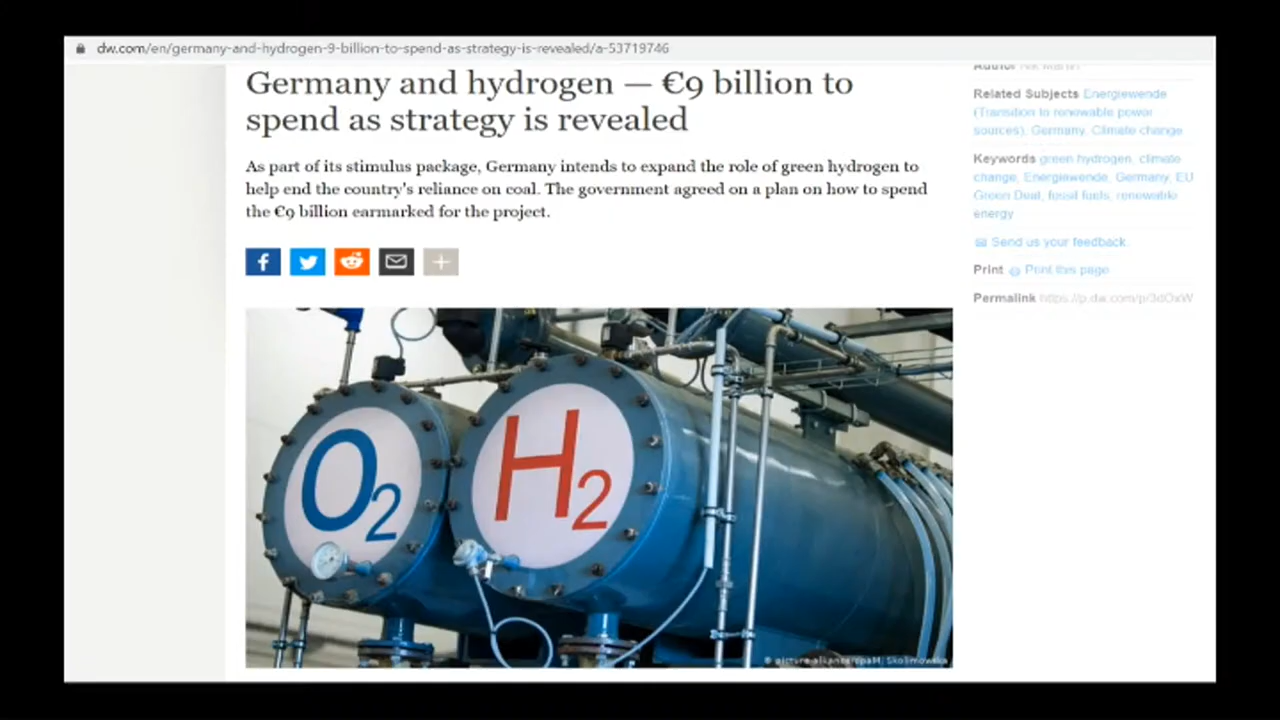 dw.com/en/germany-and-hydrogen-9-billion-to-spend-as-strategy-is-revealed/a-53719746
Germany and hydrogen — €9 billion to
spend as strategy is revealed
As part of its stimulus package, Germany intends to expand the role of green hydrogen to
help end the country's reliance on coal. The government agreed on a plan on how to spend
the €9 billion earmarked for the project.
Author
Related Subjects Energiewende
(Transition to renewable power
sources), Germany, Climate change
Keywords green hydrogen, climate
change, Energiewende, Germany, EU
Green Deal, fossil fuels, renewable
energy
Send us your feedback.
Print Print this page
Permalink https://p.dw.com/p/3dOxW
O2
H2